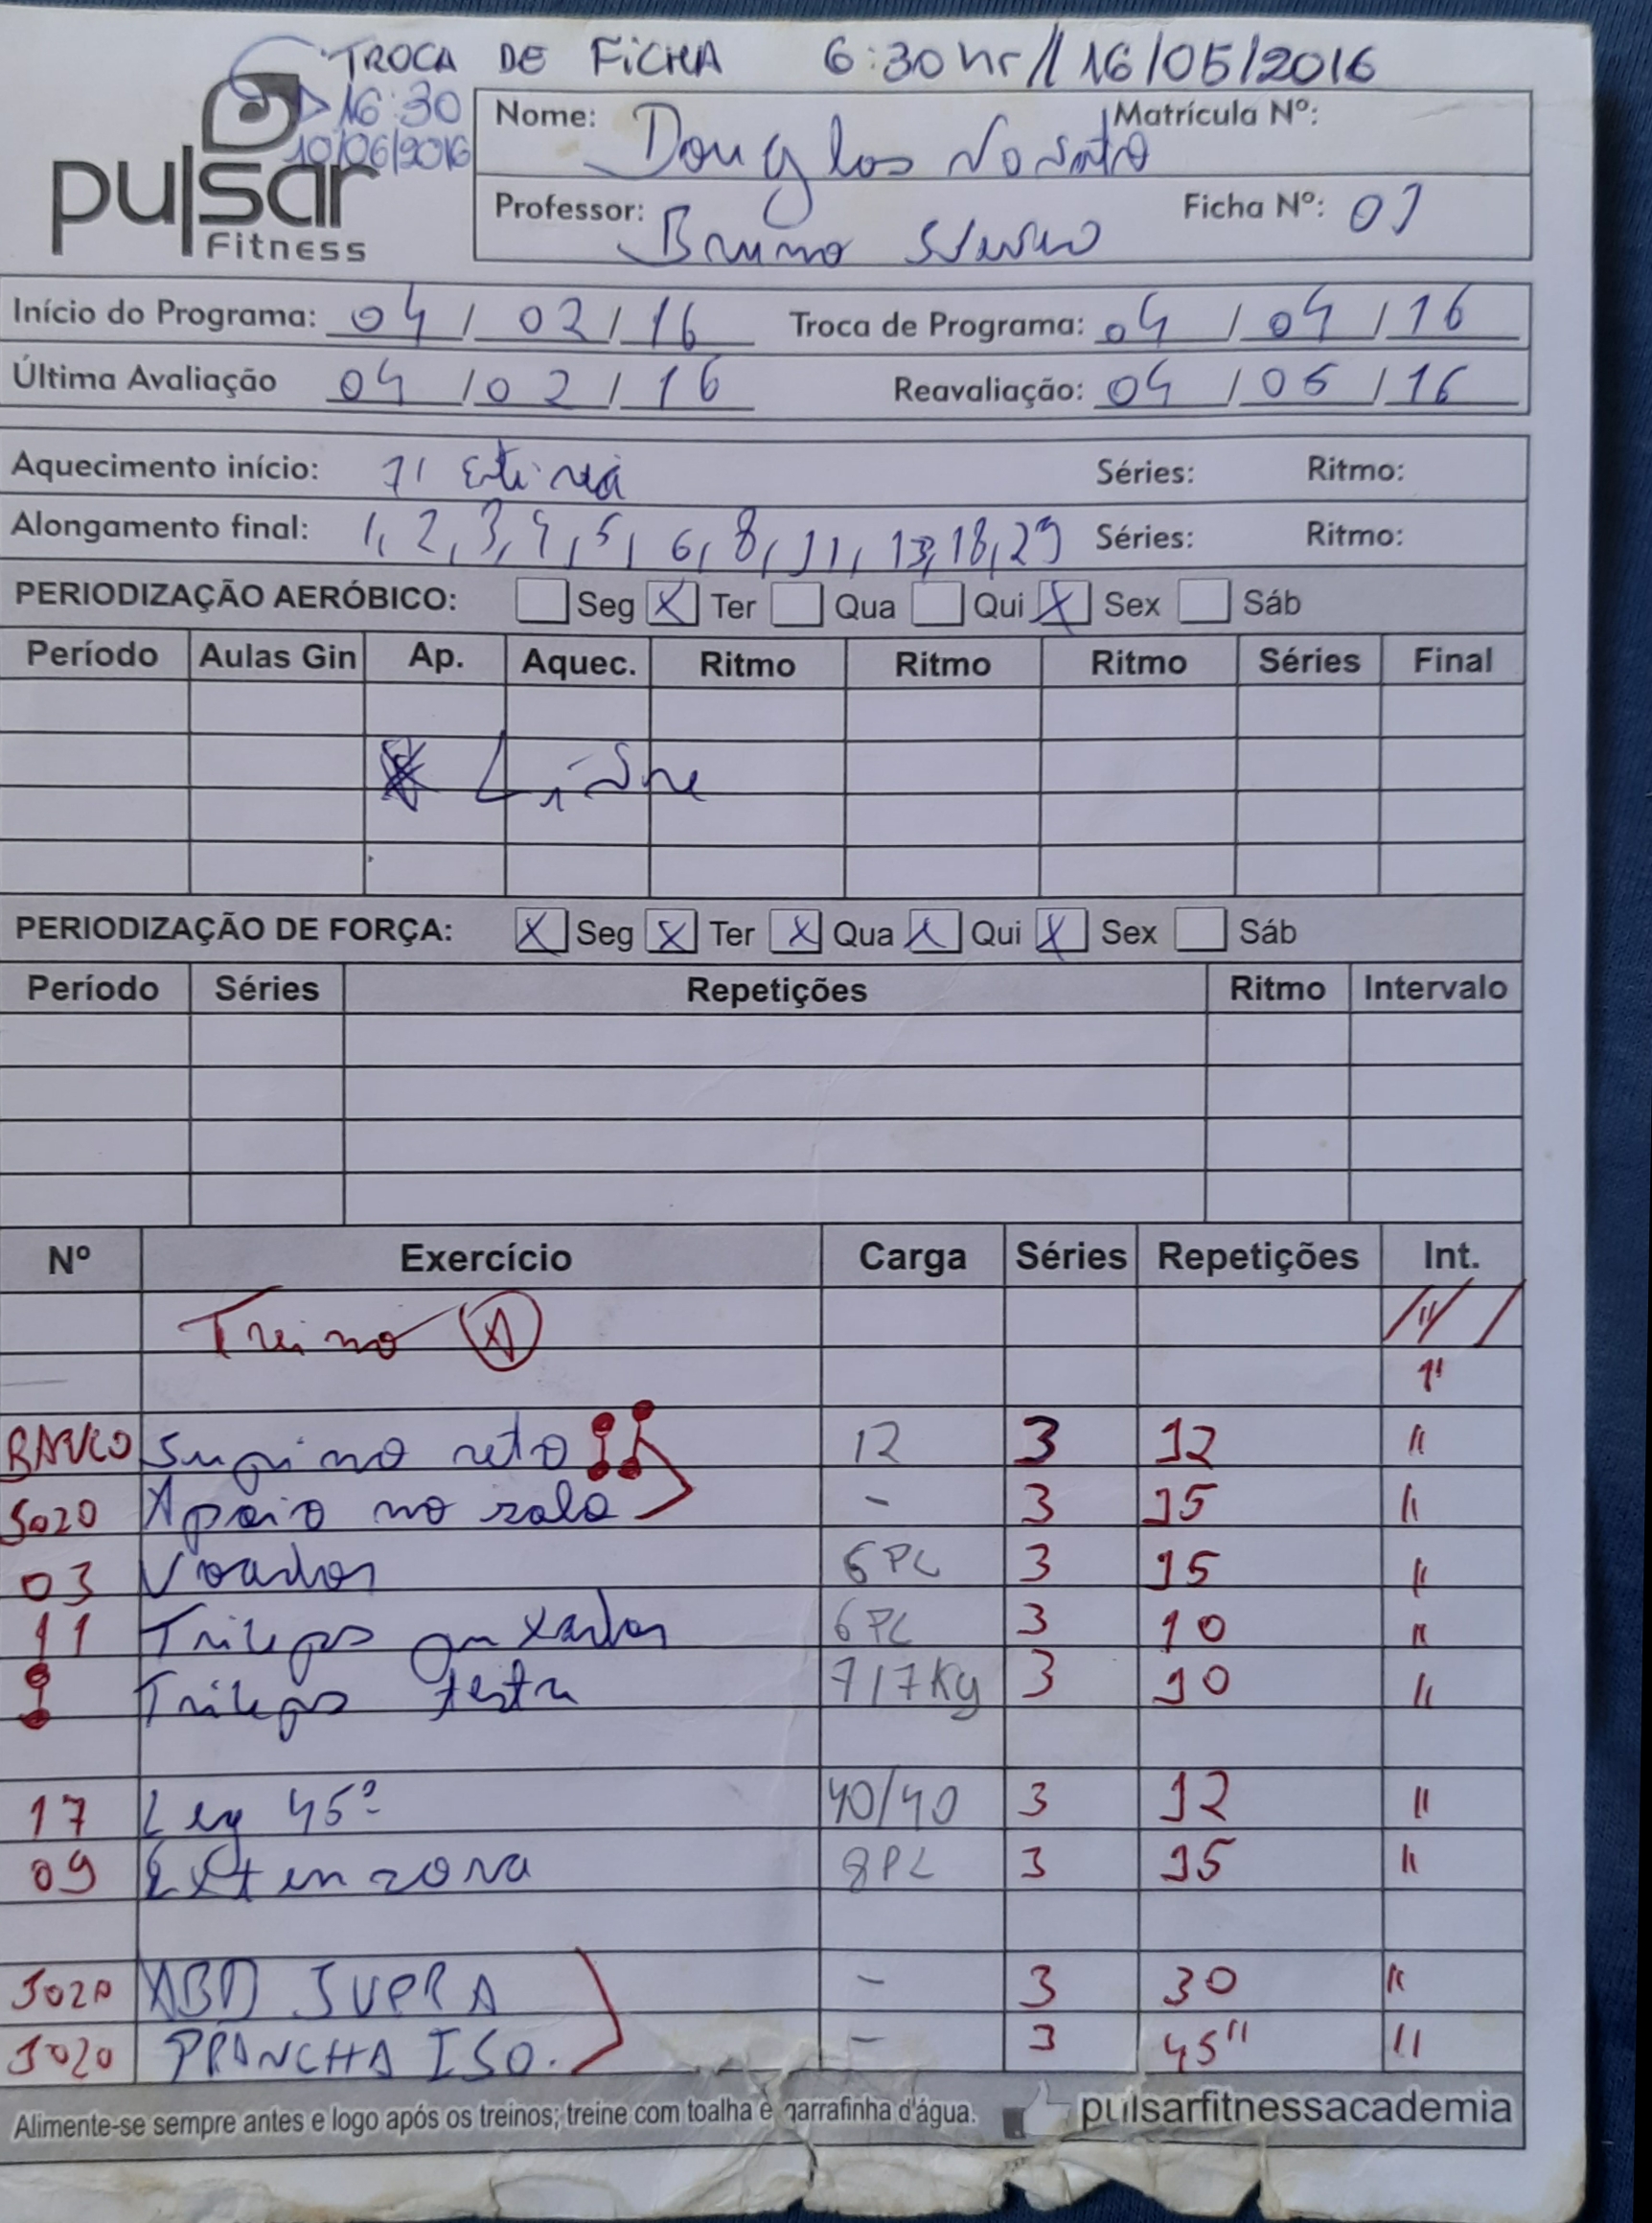 TROCA DE FICHA 6:30 hr // 16/05/2016
16:30
10/06/2016
pulsar
Fitness
Nome: Douglas Matrícula Nº:
Professor: Bruno Ficha Nº: 01
Início do Programa: 04 / 02 / 16 Troca de Programa: 04 / 04 / 16
Última Avaliação 04 / 02 / 16 Reavaliação: 04 / 05 / 16
Aquecimento início: 7' Esteira Séries: Ritmo:
Alongamento final: 1, 2, 3, 4, 5, 6, 8, 11, 13, 18, 29 Séries: Ritmo:
PERIODIZAÇÃO AERÓBICO: Seg X Ter Qua Qui X Sex Sáb
Período Aulas Gin Ap. Aquec. Ritmo Ritmo Ritmo Séries Final
Livre
PERIODIZAÇÃO DE FORÇA: X Seg X Ter X Qua X Qui X Sex Sáb
Período Séries Repetições Ritmo Intervalo
Nº Exercício Carga Séries Repetições Int.
Treino A
1'
BANCO Supino reto 12 3 12 "
SOLO Apoio no solo - 3 15 "
03 Voador 6 PL 3 15 "
11 Triceps puxador 6 PL 3 10 "
Triceps testa 7/7Kg 3 10 "
17 Leg 45º 40/40 3 12 "
09 Extensora 8 PL 3 15 "
SOLO ABD SUPRA - 3 30 "
SOLO PRANCHA ISO. - 3 45" "
Alimente-se sempre antes e logo após os treinos; treine com toalha e garrafinha d'água. pulsarfitnessacademia